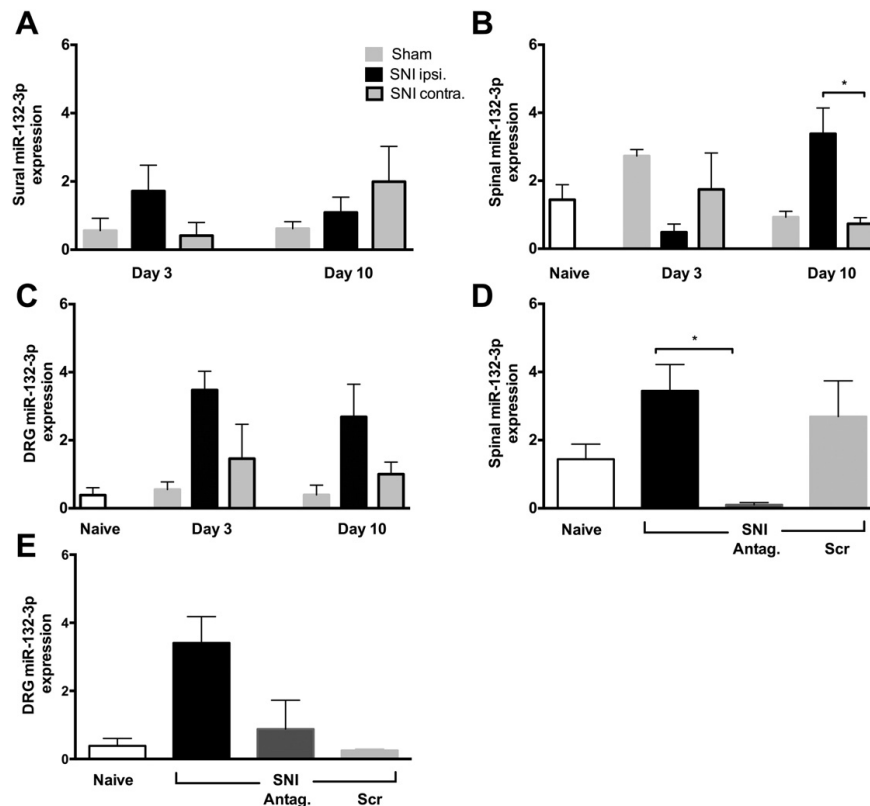 A
Sural miR-132-3p
expression
6
4
2
0
Sham
SNI ipsi.
SNI contra.
Day 3
Day 10
B
Spinal miR-132-3p
expression
6
4
2
0
*
Naive
Day 3
Day 10
C
DRG miR-132-3p
expression
6
4
2
0
Naive
Day 3
Day 10
D
Spinal miR-132-3p
expression
6
4
2
0
*
Naive
SNI
Antag.
Scr
E
DRG miR-132-3p
expression
6
4
2
0
Naive
SNI
Antag.
Scr